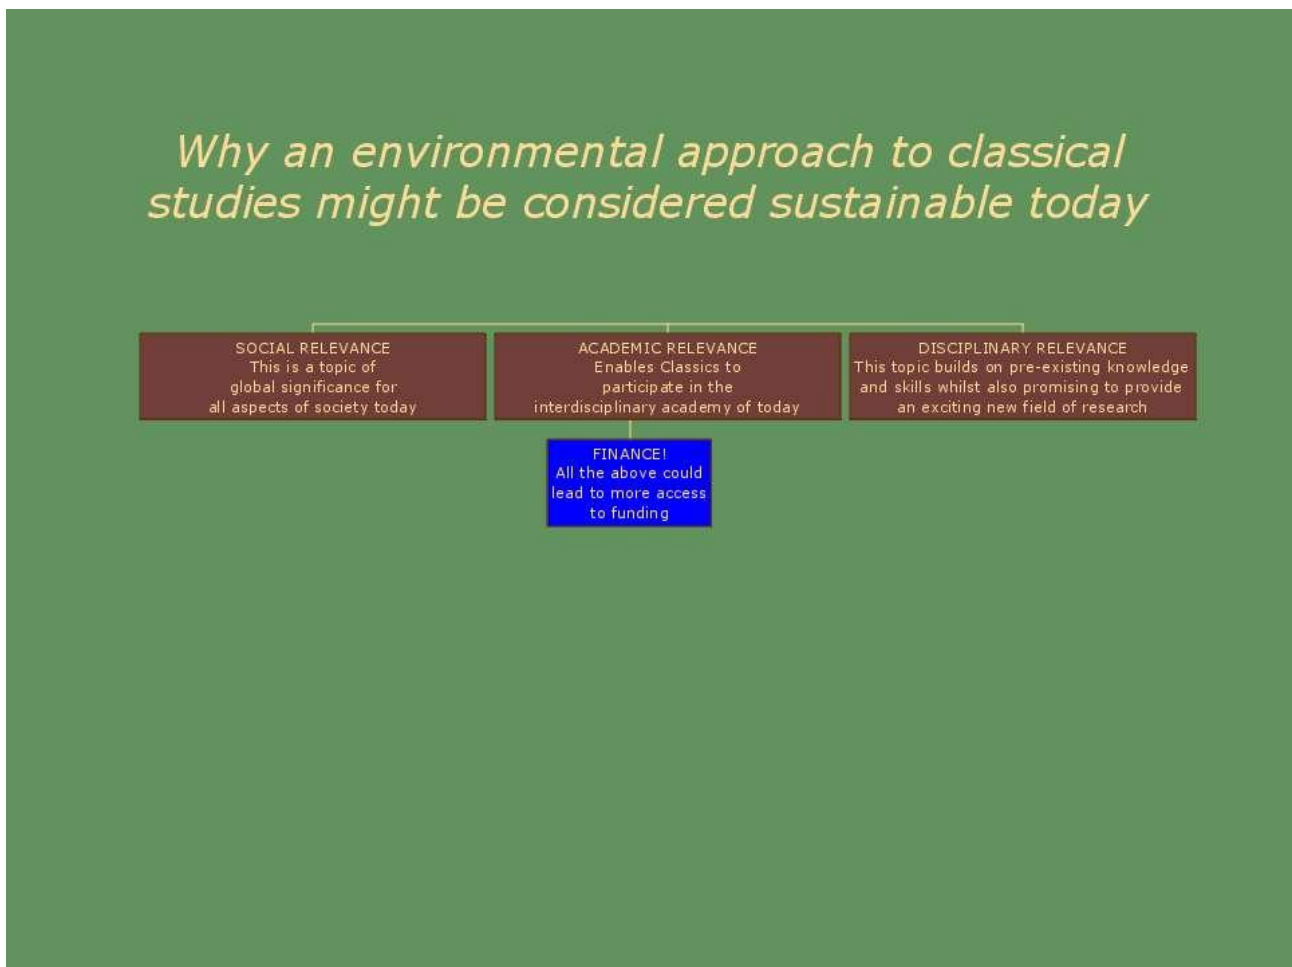 Why an environmental approach to classical
studies might be considered sustainable today
SOCIAL RELEVANCE
This is a topic of
global significance for
all aspects of society today
ACADEMIC RELEVANCE
Enables Classics to
participate in the
interdisciplinary academy of today
DISCIPLINARY RELEVANCE
This topic builds on pre-existing knowledge
and skills whilst also promising to provide
an exciting new field of research
FINANCE!
All the above could
lead to more access
to funding